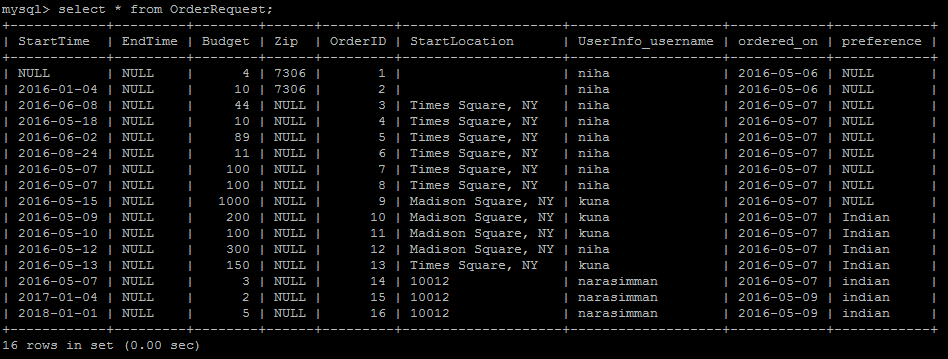 mysql> select * from OrderRequest;
+------------+---------+--------+------+---------+-------------------+-------------------+------------+------------+
| StartTime | EndTime | Budget | Zip | OrderID | StartLocation | UserInfo_username | ordered_on | preference |
+------------+---------+--------+------+---------+-------------------+-------------------+------------+------------+
| NULL | NULL | 4 | 7306 | 1 | | niha | 2016-05-06 | NULL |
| 2016-01-04 | NULL | 10 | 7306 | 2 | | niha | 2016-05-06 | NULL |
| 2016-06-08 | NULL | 44 | NULL | 3 | Times Square, NY | niha | 2016-05-07 | NULL |
| 2016-05-18 | NULL | 10 | NULL | 4 | Times Square, NY | niha | 2016-05-07 | NULL |
| 2016-06-02 | NULL | 89 | NULL | 5 | Times Square, NY | niha | 2016-05-07 | NULL |
| 2016-08-24 | NULL | 11 | NULL | 6 | Times Square, NY | niha | 2016-05-07 | NULL |
| 2016-05-07 | NULL | 100 | NULL | 7 | Times Square, NY | niha | 2016-05-07 | NULL |
| 2016-05-07 | NULL | 100 | NULL | 8 | Times Square, NY | niha | 2016-05-07 | NULL |
| 2016-05-15 | NULL | 1000 | NULL | 9 | Madison Square, NY | kuna | 2016-05-07 | NULL |
| 2016-05-09 | NULL | 200 | NULL | 10 | Madison Square, NY | kuna | 2016-05-07 | Indian |
| 2016-05-10 | NULL | 100 | NULL | 11 | Madison Square, NY | kuna | 2016-05-07 | Indian |
| 2016-05-12 | NULL | 300 | NULL | 12 | Madison Square, NY | niha | 2016-05-07 | Indian |
| 2016-05-13 | NULL | 150 | NULL | 13 | Times Square, NY | kuna | 2016-05-07 | Indian |
| 2016-05-07 | NULL | 3 | NULL | 14 | 10012 | narasimman | 2016-05-07 | indian |
| 2017-01-04 | NULL | 2 | NULL | 15 | 10012 | narasimman | 2016-05-09 | indian |
| 2018-01-01 | NULL | 5 | NULL | 16 | 10012 | narasimman | 2016-05-09 | indian |
+------------+---------+--------+------+---------+-------------------+-------------------+------------+------------+
16 rows in set (0.00 sec)